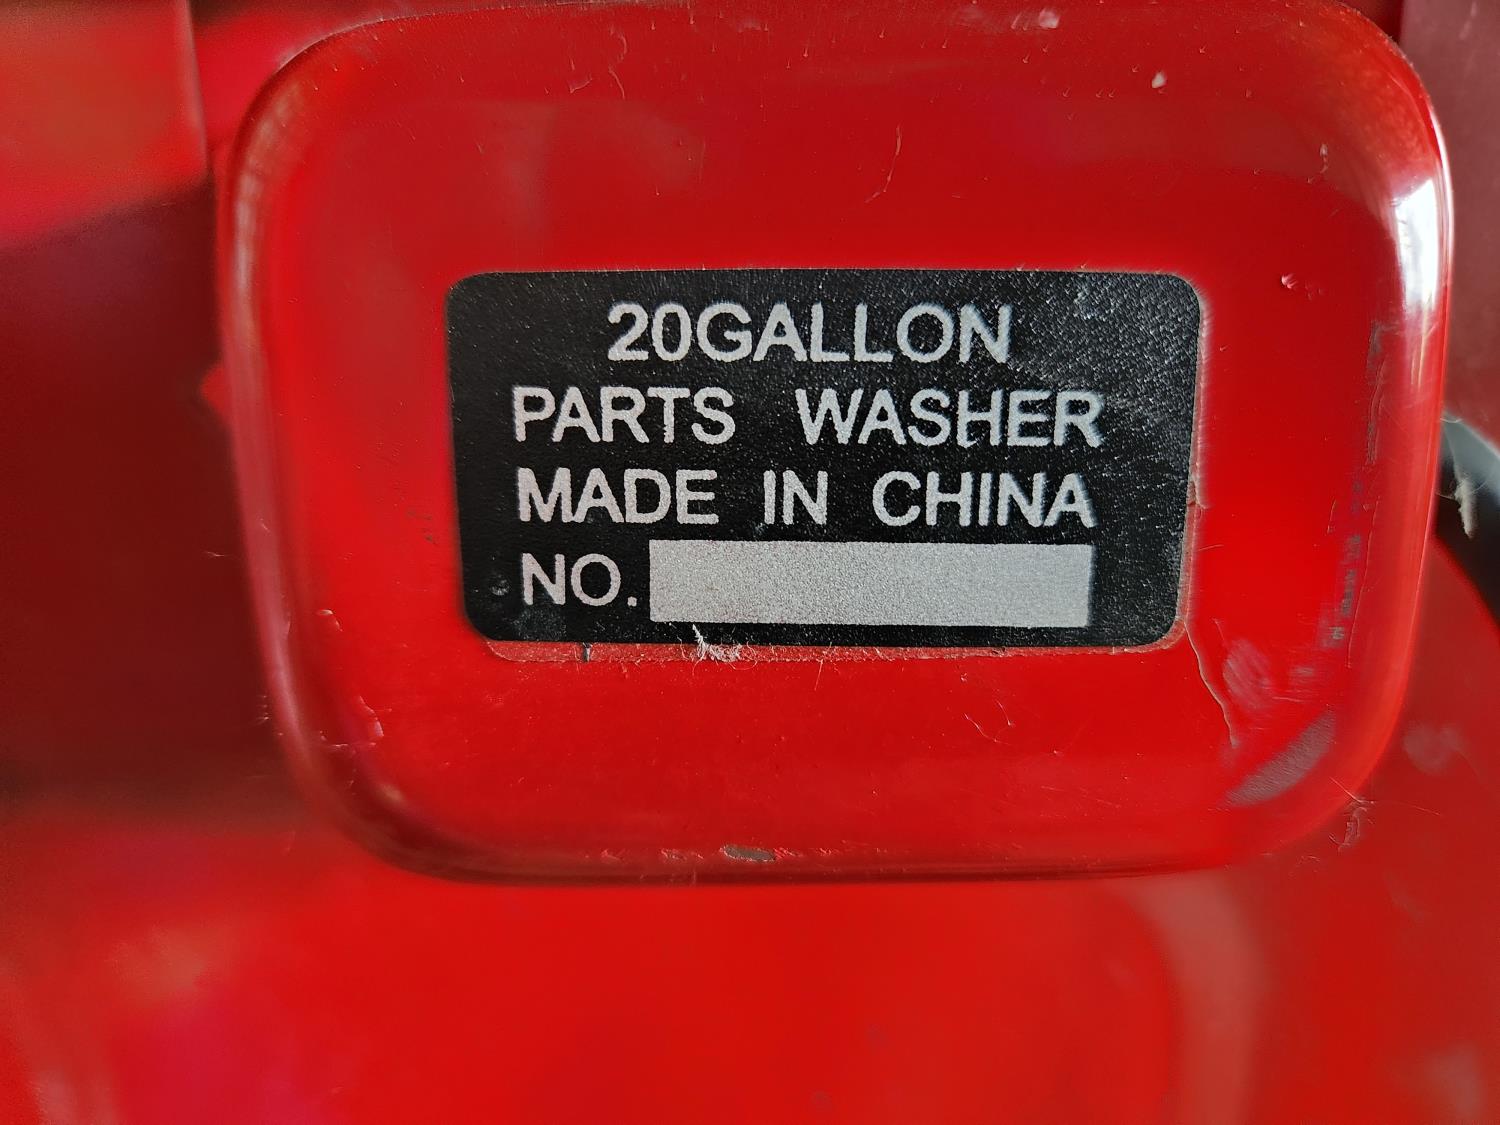 20GALLON
PARTS WASHER
MADE IN CHINA
NO.